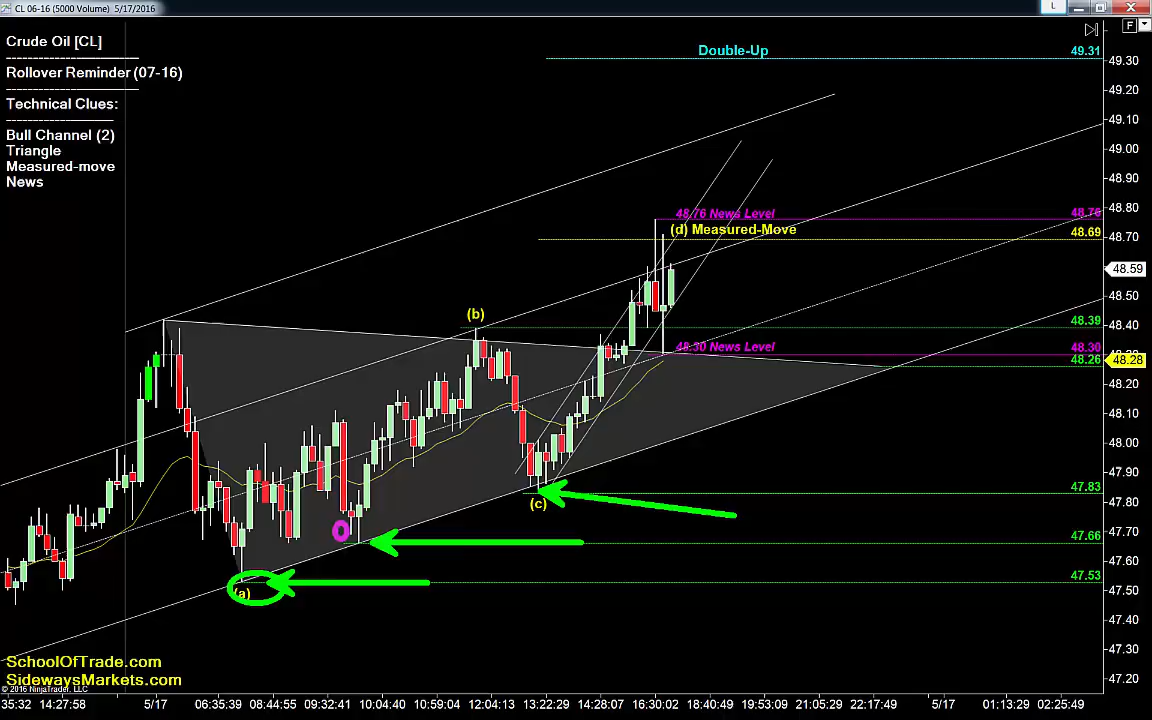 CL 06-16 (5000 Volume) 5/17/2016
L
F
Crude Oil [CL]
Rollover Reminder (07-16)
Technical Clues:
Bull Channel (2)
Triangle
Measured-move
News
Double-Up
49.31
48.76 News Level
48.76
(d) Measured-Move
48.69
(b)
48.39
48.30 News Level
48.30
48.26
47.83
(c)
47.66
47.53
(a)
49.30
49.20
49.10
49.00
48.90
48.80
48.70
48.59
48.50
48.40
48.28
48.20
48.10
48.00
47.90
47.80
47.70
47.60
47.50
47.40
47.30
47.20
SchoolOfTrade.com
SidewaysMarkets.com
© 2016 NinjaTrader, LLC
35:32 14:27:58 5/17 06:35:39 08:44:55 09:32:41 10:04:40 10:59:04 12:04:13 13:22:29 14:28:07 16:30:02 18:40:49 19:53:09 21:05:29 22:17:49 5/17 01:13:29 02:25:49